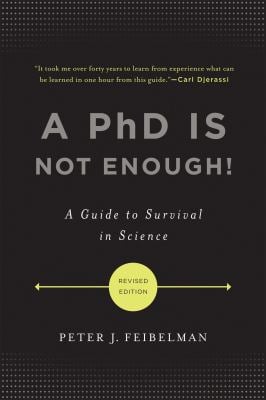 "It took me over forty years to learn from experience what can
be learned in one hour from this guide."—Carl Djerassi
A PhD IS
NOT ENOUGH!
A Guide to Survival
in Science
REVISED
EDITION
PETER J. FEIBELMAN